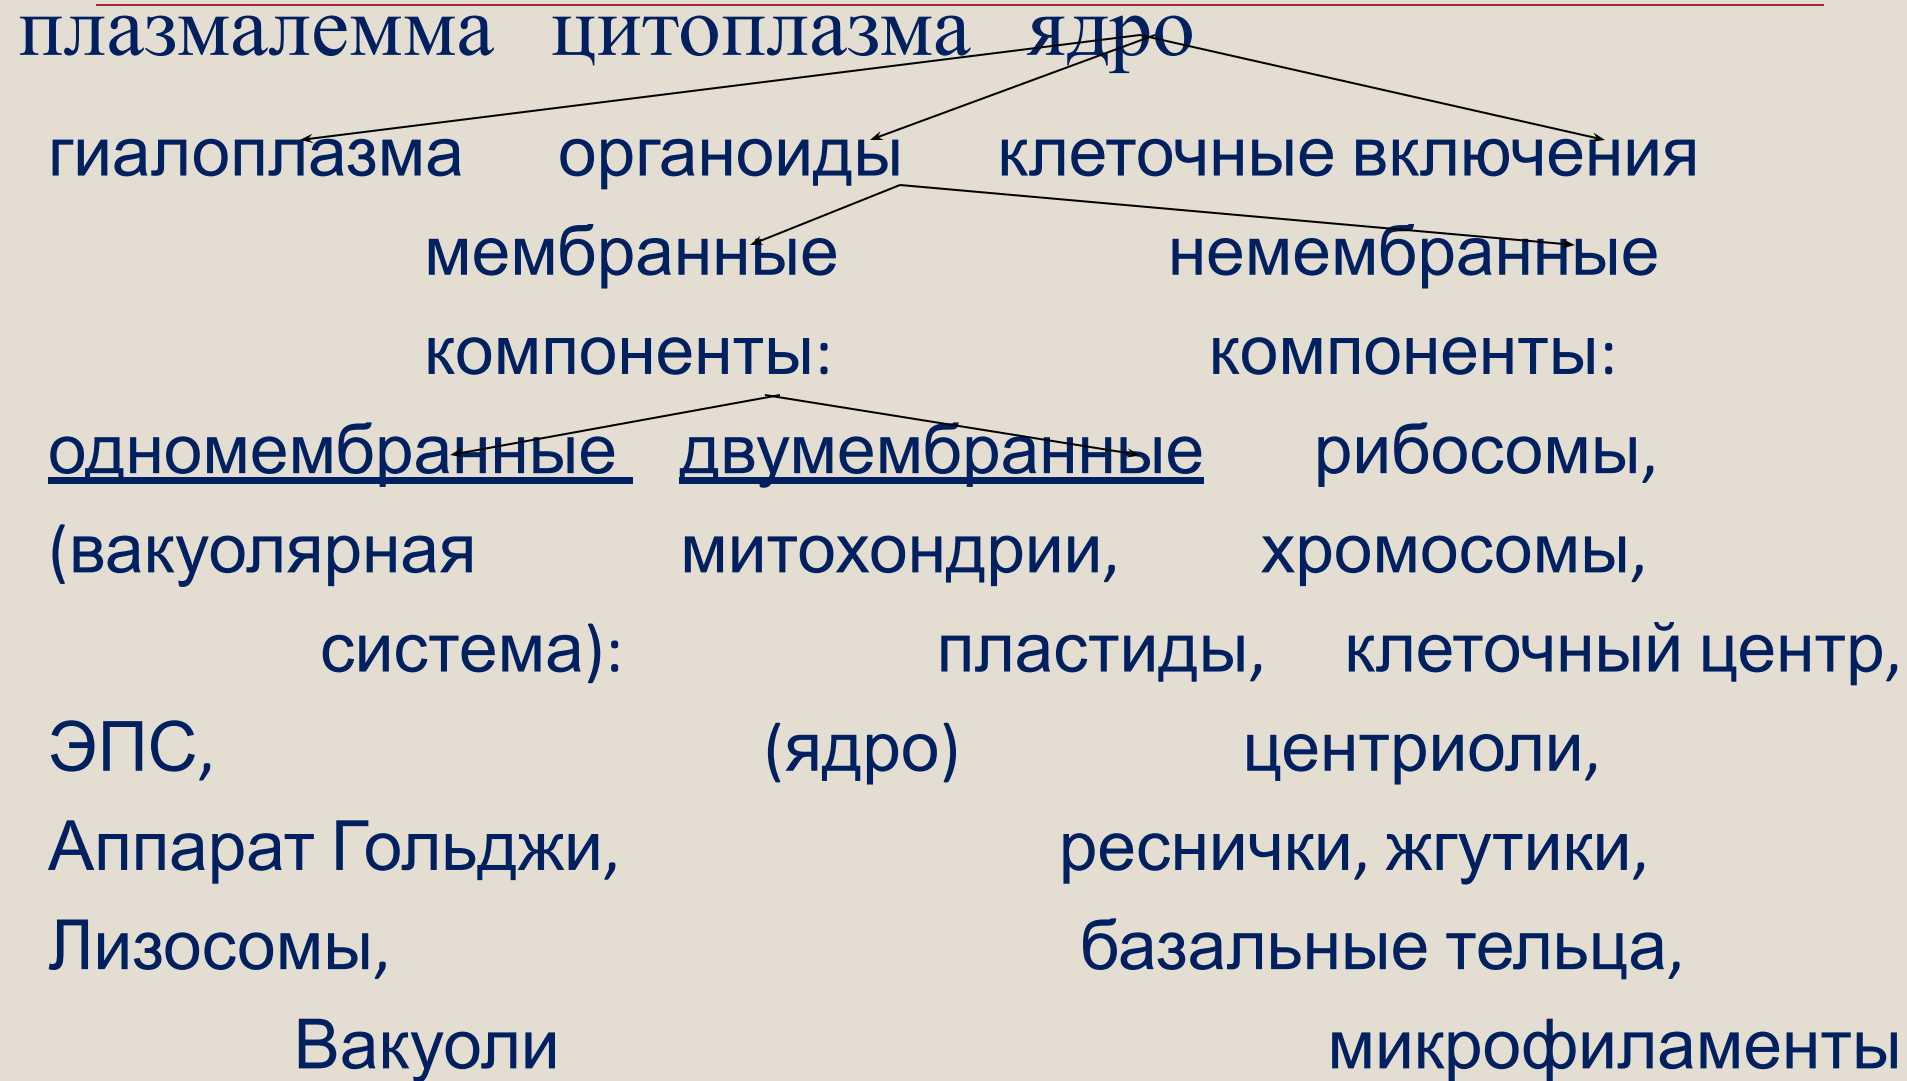 плазмалемма цитоплазма ядро
гиалоплазма органоиды клеточные включения
мембранные немембранные
компоненты: компоненты:
одномембранные двумембранные рибосомы,
(вакуолярная митохондрии, хромосомы,
система): пластиды, клеточный центр,
ЭПС, (ядро) центриоли,
Аппарат Гольджи, реснички, жгутики,
Лизосомы, базальные тельца,
Вакуоли микрофиламенты